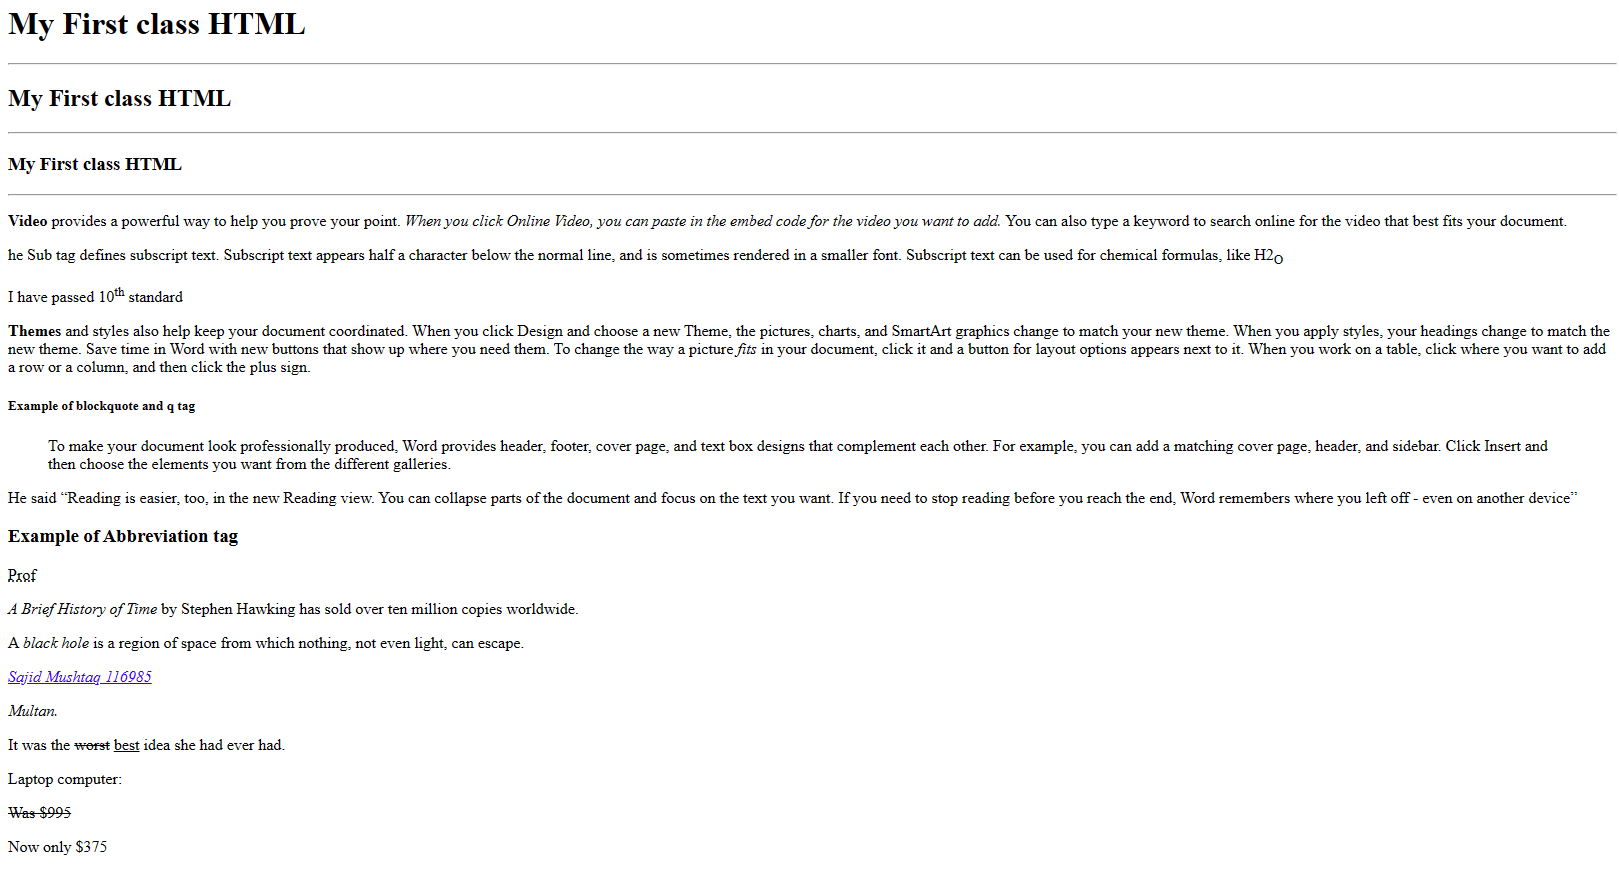 My First class HTML
My First class HTML
My First class HTML
Video provides a powerful way to help you prove your point. When you click Online Video, you can paste in the embed code for the video you want to add. You can also type a keyword to search online for the video that best fits your document.
he Sub tag defines subscript text. Subscript text appears half a character below the normal line, and is sometimes rendered in a smaller font. Subscript text can be used for chemical formulas, like H2O
I have passed 10th standard
Themes and styles also help keep your document coordinated. When you click Design and choose a new Theme, the pictures, charts, and SmartArt graphics change to match your new theme. When you apply styles, your headings change to match the
new theme. Save time in Word with new buttons that show up where you need them. To change the way a picture fits in your document, click it and a button for layout options appears next to it. When you work on a table, click where you want to add
a row or a column, and then click the plus sign.
Example of blockquote and q tag
To make your document look professionally produced, Word provides header, footer, cover page, and text box designs that complement each other. For example, you can add a matching cover page, header, and sidebar. Click Insert and
then choose the elements you want from the different galleries.
He said “Reading is easier, too, in the new Reading view. You can collapse parts of the document and focus on the text you want. If you need to stop reading before you reach the end, Word remembers where you left off - even on another device”
Example of Abbreviation tag
Prof
A Brief History of Time by Stephen Hawking has sold over ten million copies worldwide.
A black hole is a region of space from which nothing, not even light, can escape.
Sajid Mushtaq 116985
Multan.
It was the worst best idea she had ever had.
Laptop computer:
Was $995
Now only $375